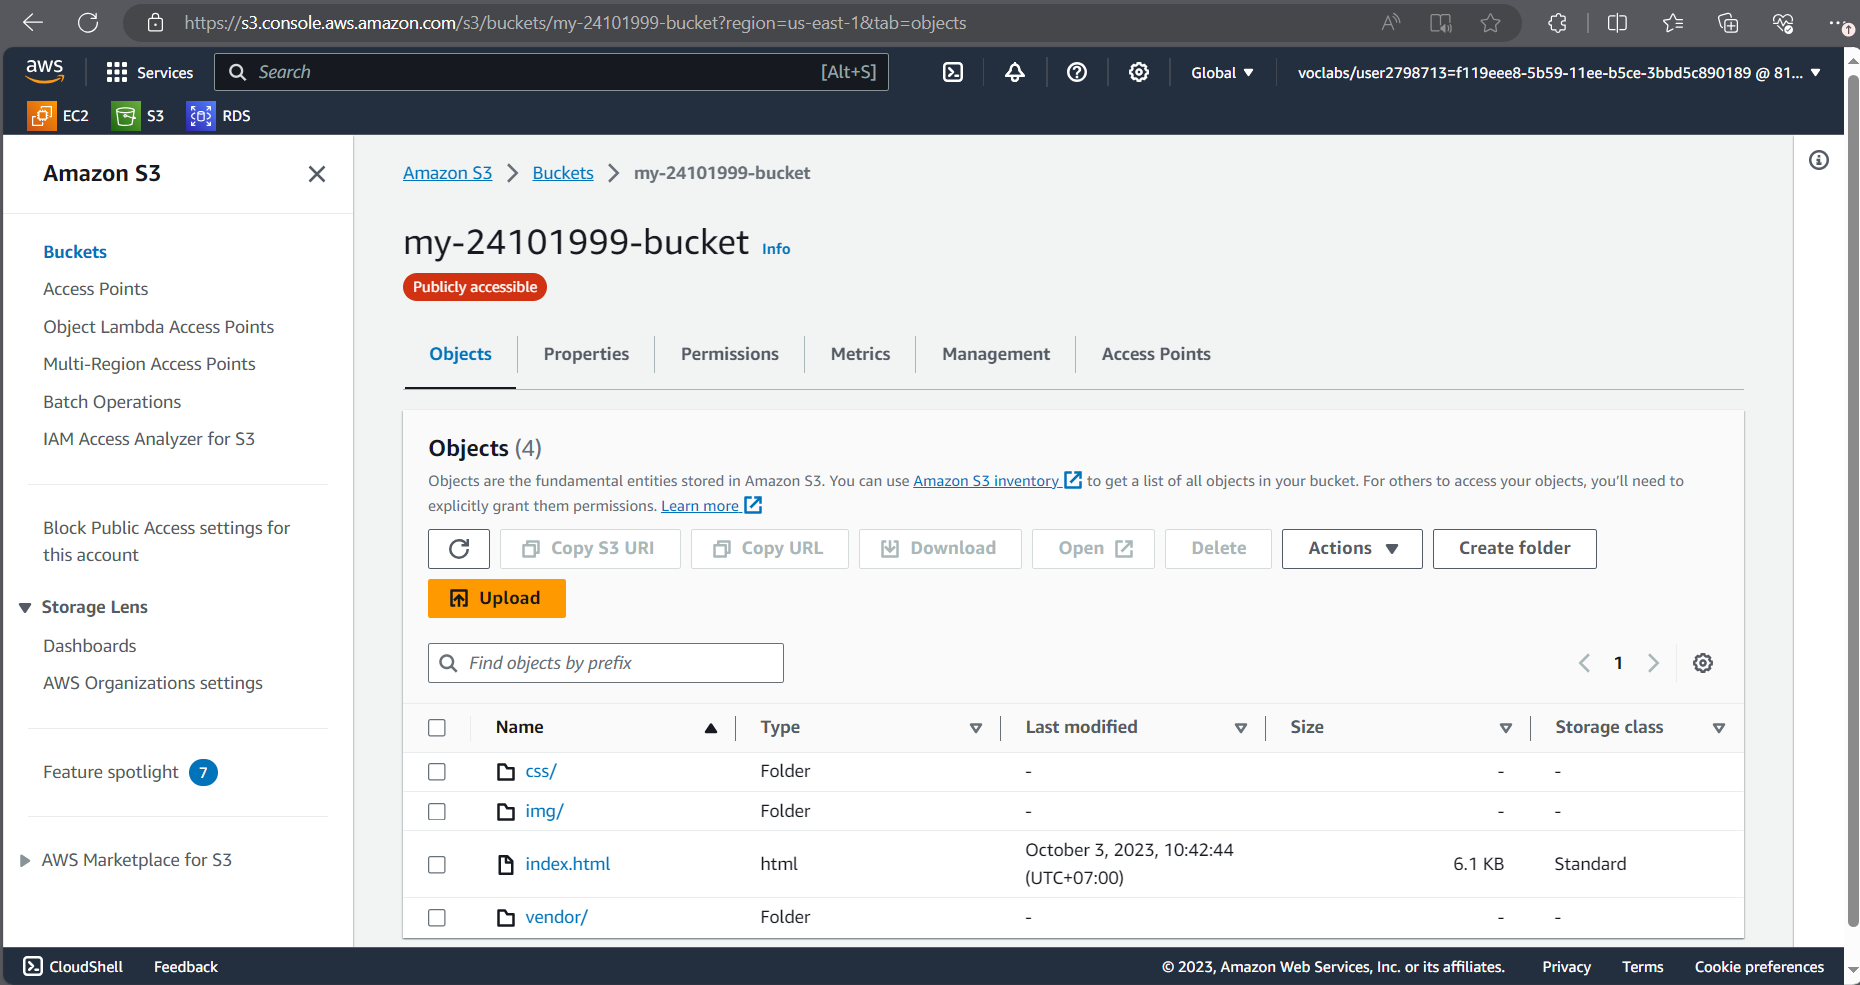 https://s3.console.aws.amazon.com/s3/buckets/my-24101999-bucket?region=us-east-1&tab=objects
aws
Services
Search
[Alt+S]
Global
voclabs/user2798713=f119eee8-5b59-11ee-b5ce-3bbd5c890189 @ 81...
EC2
S3
RDS
Amazon S3
Buckets
Access Points
Object Lambda Access Points
Multi-Region Access Points
Batch Operations
IAM Access Analyzer for S3
Block Public Access settings for
this account
Storage Lens
Dashboards
AWS Organizations settings
Feature spotlight 7
AWS Marketplace for S3
Amazon S3 > Buckets > my-24101999-bucket
my-24101999-bucket Info
Publicly accessible
Objects
Properties
Permissions
Metrics
Management
Access Points
Objects (4)
Objects are the fundamental entities stored in Amazon S3. You can use Amazon S3 inventory to get a list of all objects in your bucket. For others to access your objects, you'll need to
explicitly grant them permissions. Learn more
Copy S3 URI
Copy URL
Download
Open
Delete
Actions
Create folder
Upload
Find objects by prefix
1
Name Type Last modified Size Storage class
css/ Folder - - -
img/ Folder - - -
index.html html October 3, 2023, 10:42:44 (UTC+07:00) 6.1 KB Standard
vendor/ Folder - - -
CloudShell
Feedback
© 2023, Amazon Web Services, Inc. or its affiliates.
Privacy
Terms
Cookie preferences